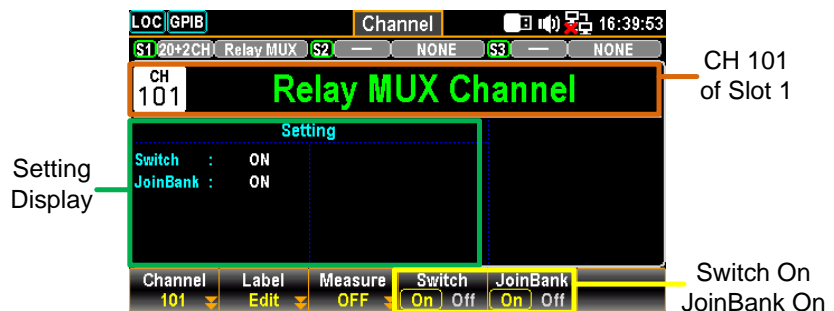 LOC GPIB Channel 16:39:53
S1 20+2CH Relay MUX S2 — NONE S3 — NONE
CH
101 Relay MUX Channel
CH 101
of Slot 1
Setting
Switch : ON
JoinBank : ON
Setting
Display
Channel Label Measure Switch JoinBank
101 Edit OFF On Off On Off
Switch On
JoinBank On